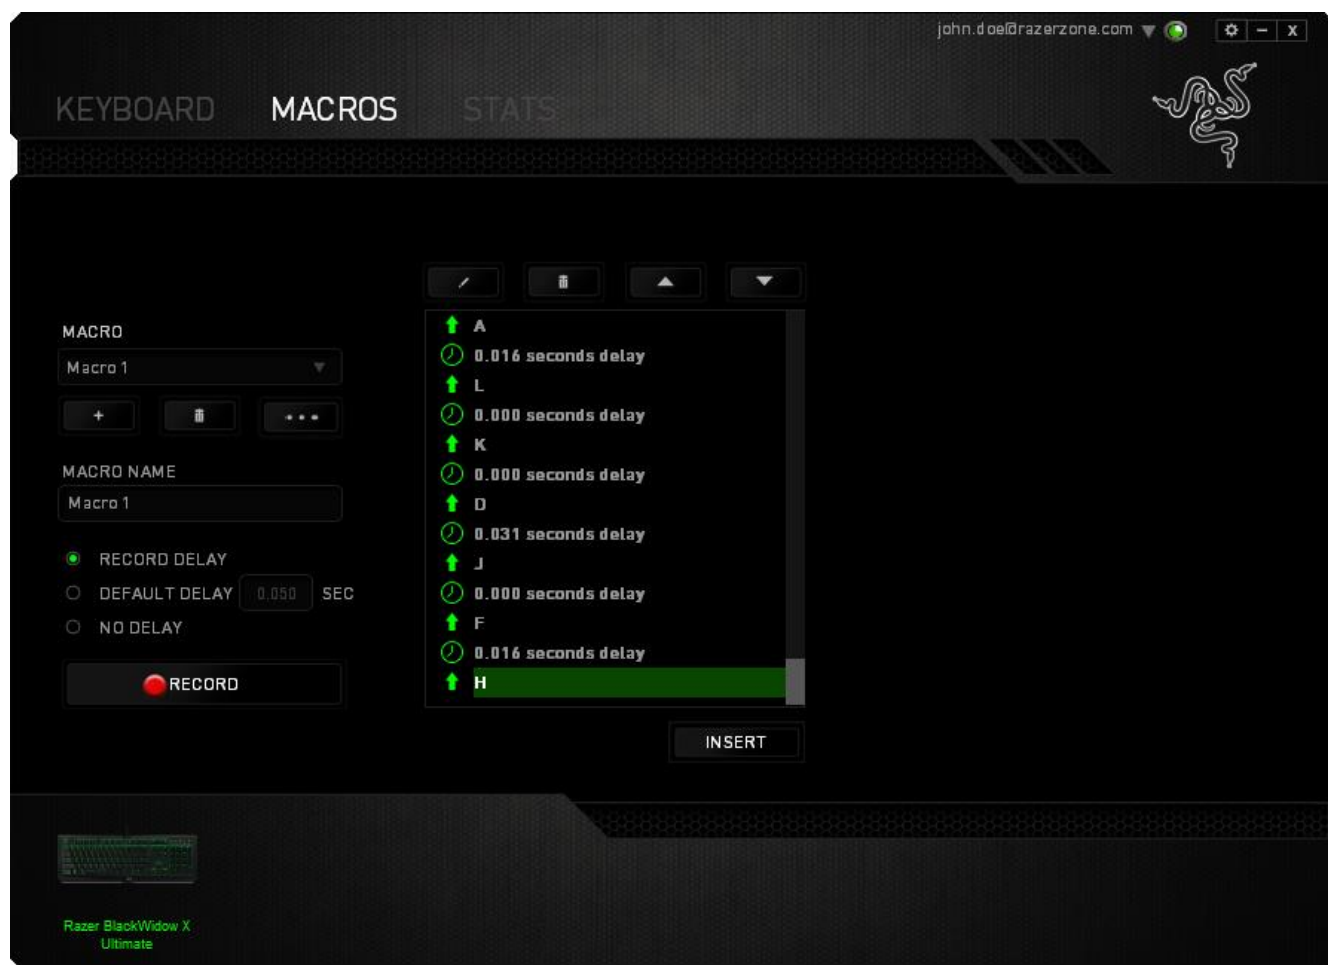 john.doe@razerzone.com
x
KEYBOARD MACROS STATS
MACRO
Macro 1
MACRO NAME
Macro 1
RECORD DELAY
DEFAULT DELAY 0.050 SEC
NO DELAY
RECORD
A
0.016 seconds delay
L
0.000 seconds delay
K
0.000 seconds delay
D
0.031 seconds delay
J
0.000 seconds delay
F
0.016 seconds delay
H
INSERT
Razer BlackWidow X
Ultimate